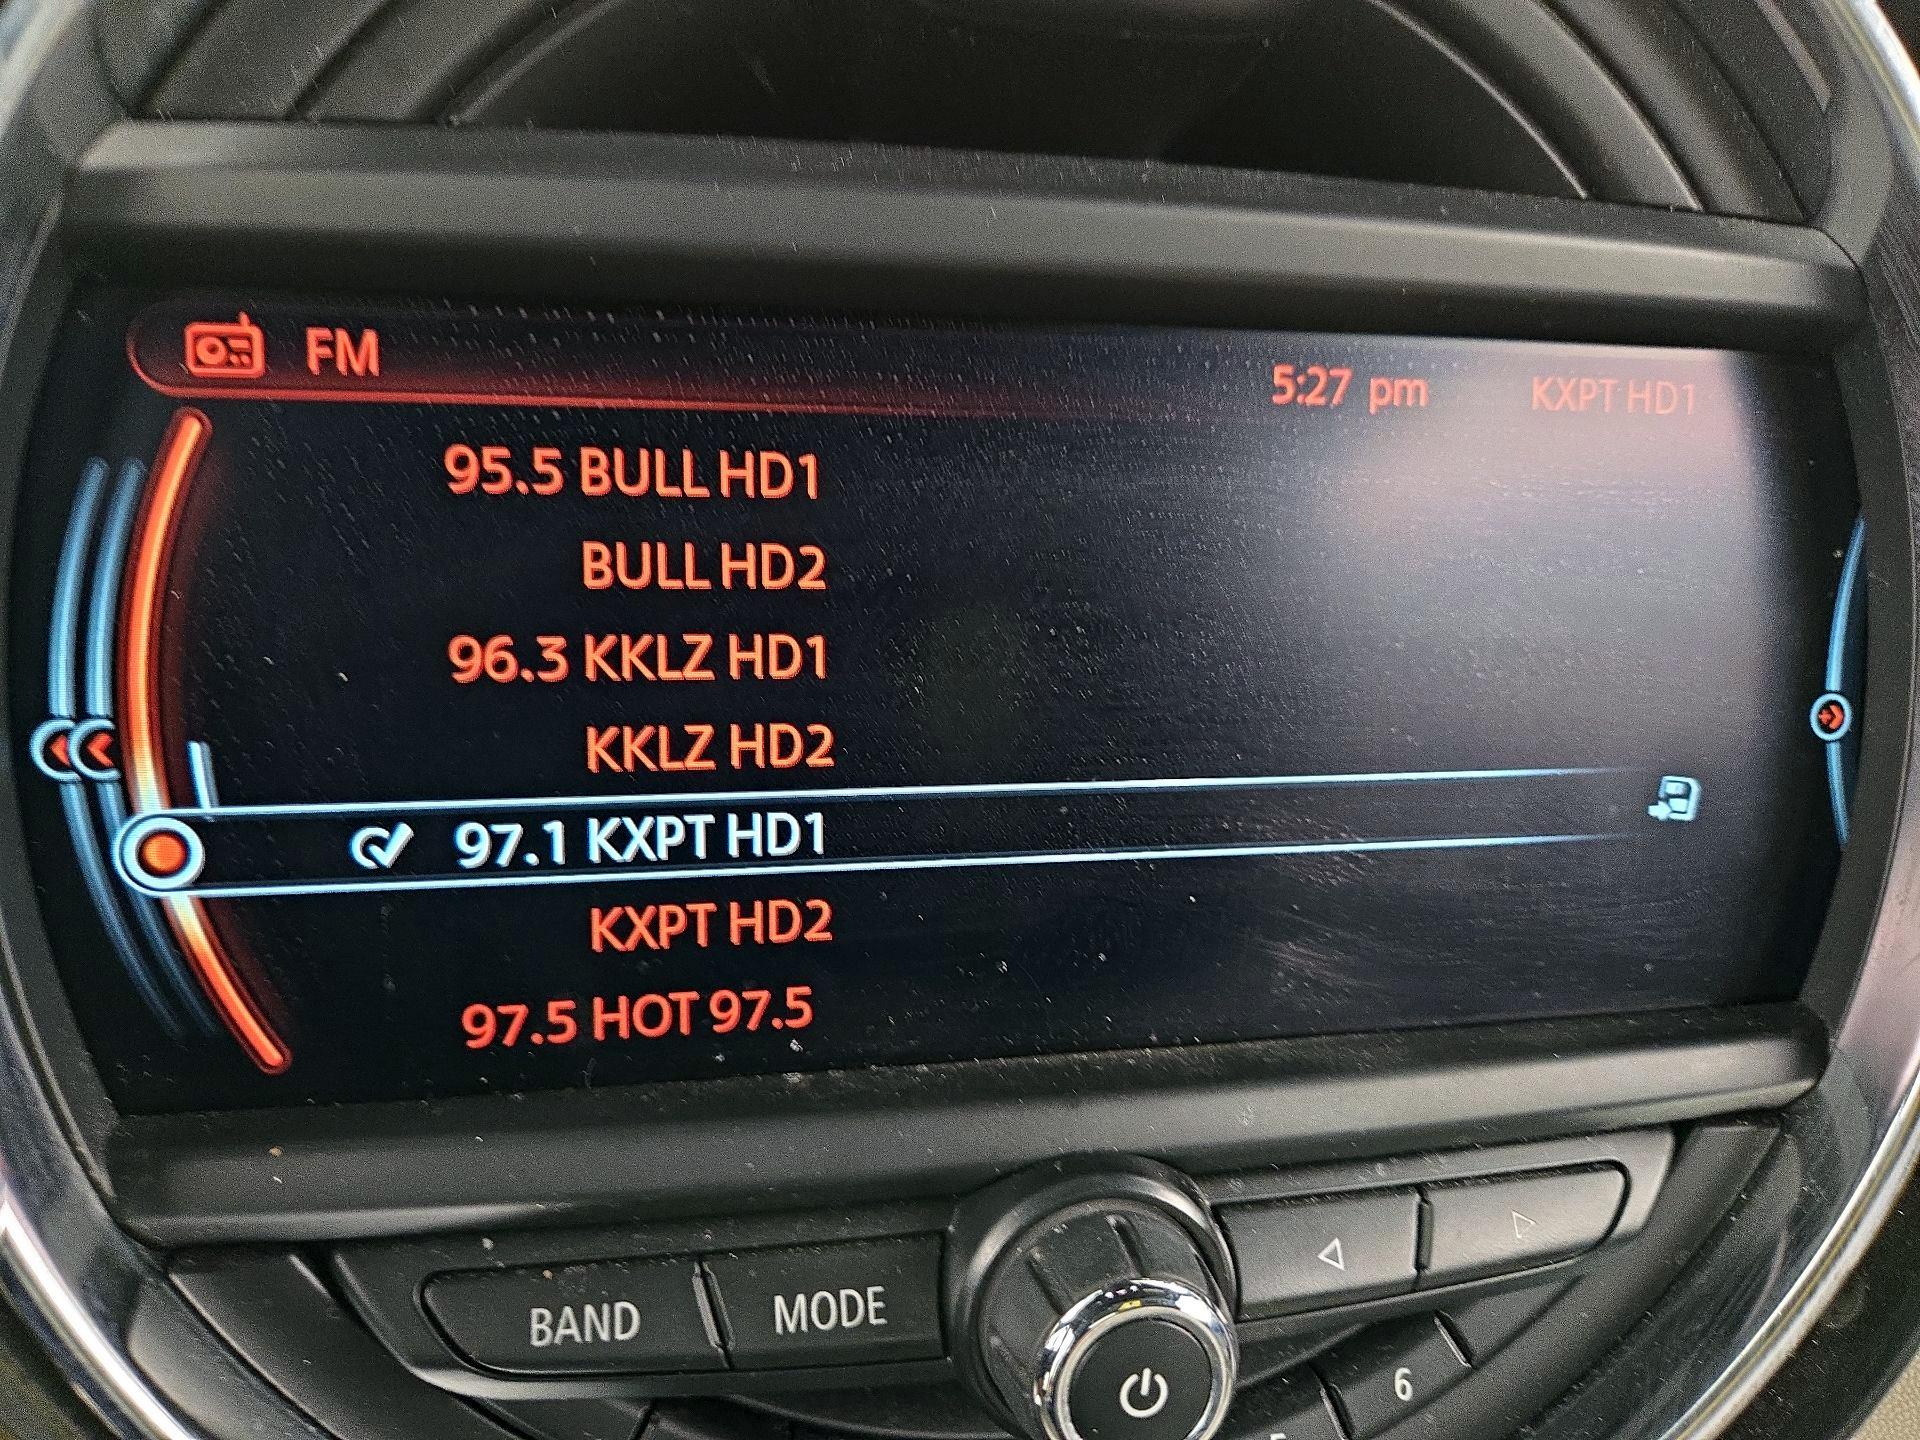 FM
5:27 pm KXPT HD1
95.5 BULL HD1
BULL HD2
96.3 KKLZ HD1
KKLZ HD2
97.1 KXPT HD1
KXPT HD2
97.5 HOT 97.5
BAND MODE
6